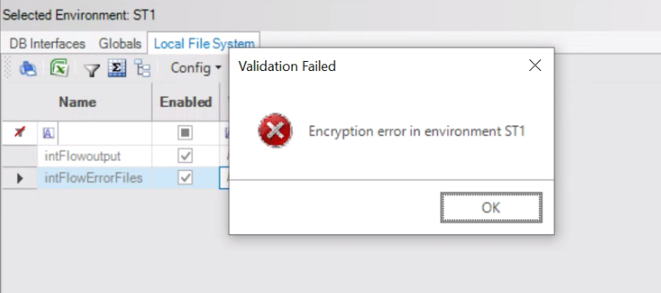 Selected Environment: ST1
DB Interfaces Globals Local File System
Config
Validation Failed
Name Enabled
Encryption error in environment ST1
intFlowoutput
intFlowErrorFiles
OK